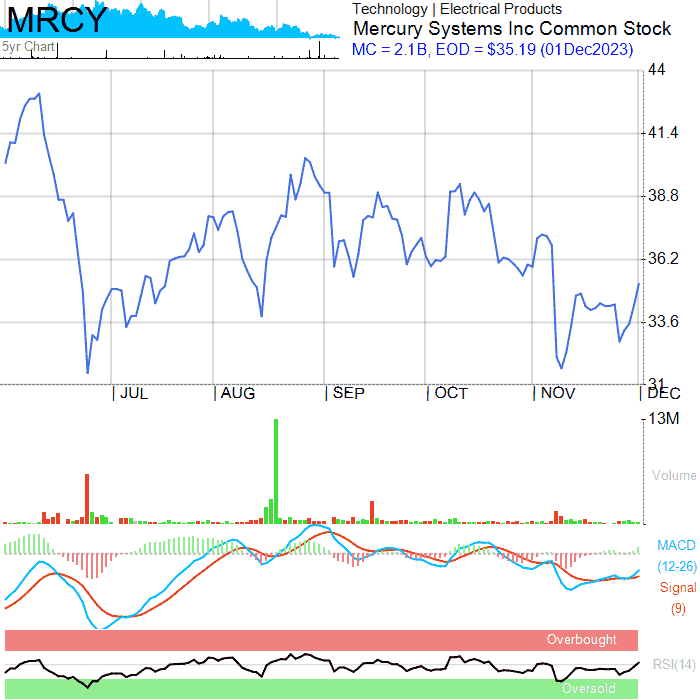 MRCY
5yr Chart
Technology | Electrical Products
Mercury Systems Inc Common Stock
MC = 2.1B, EOD = $35.19 (01Dec2023)
44
41.4
38.8
36.2
33.6
31
JUL
AUG
SEP
OCT
NOV
DEC
13M
Volume
MACD
(12-26)
Signal
(9)
Overbought
RSI(14)
Oversold